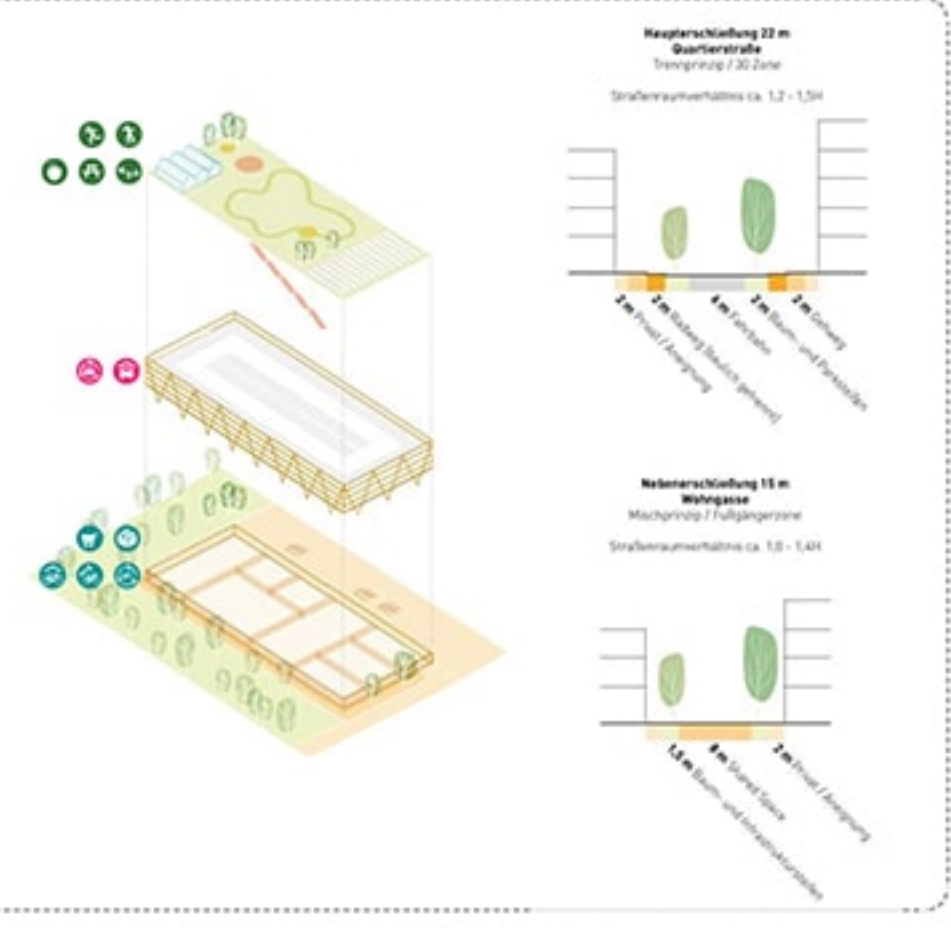 Haupterschließung 22 m
Quartierstraße
Trennprinzip / 30 Zone
Straßenraumverhältnis ca. 1,2 - 1,5H
2 m Privat / Aneignung
2 m Radweg (baulich getrennt)
6 m Fahrbahn
2 m Baum- und Parkstreifen
2 m Gehweg
Nebenerschließung 15 m
Wohngasse
Mischprinzip / Fußgängerzone
Straßenraumverhältnis ca. 1,0 - 1,4H
1,5 m Baum- und Infrastrukturstreifen
8 m Shared Space
2 m Privat / Aneignung